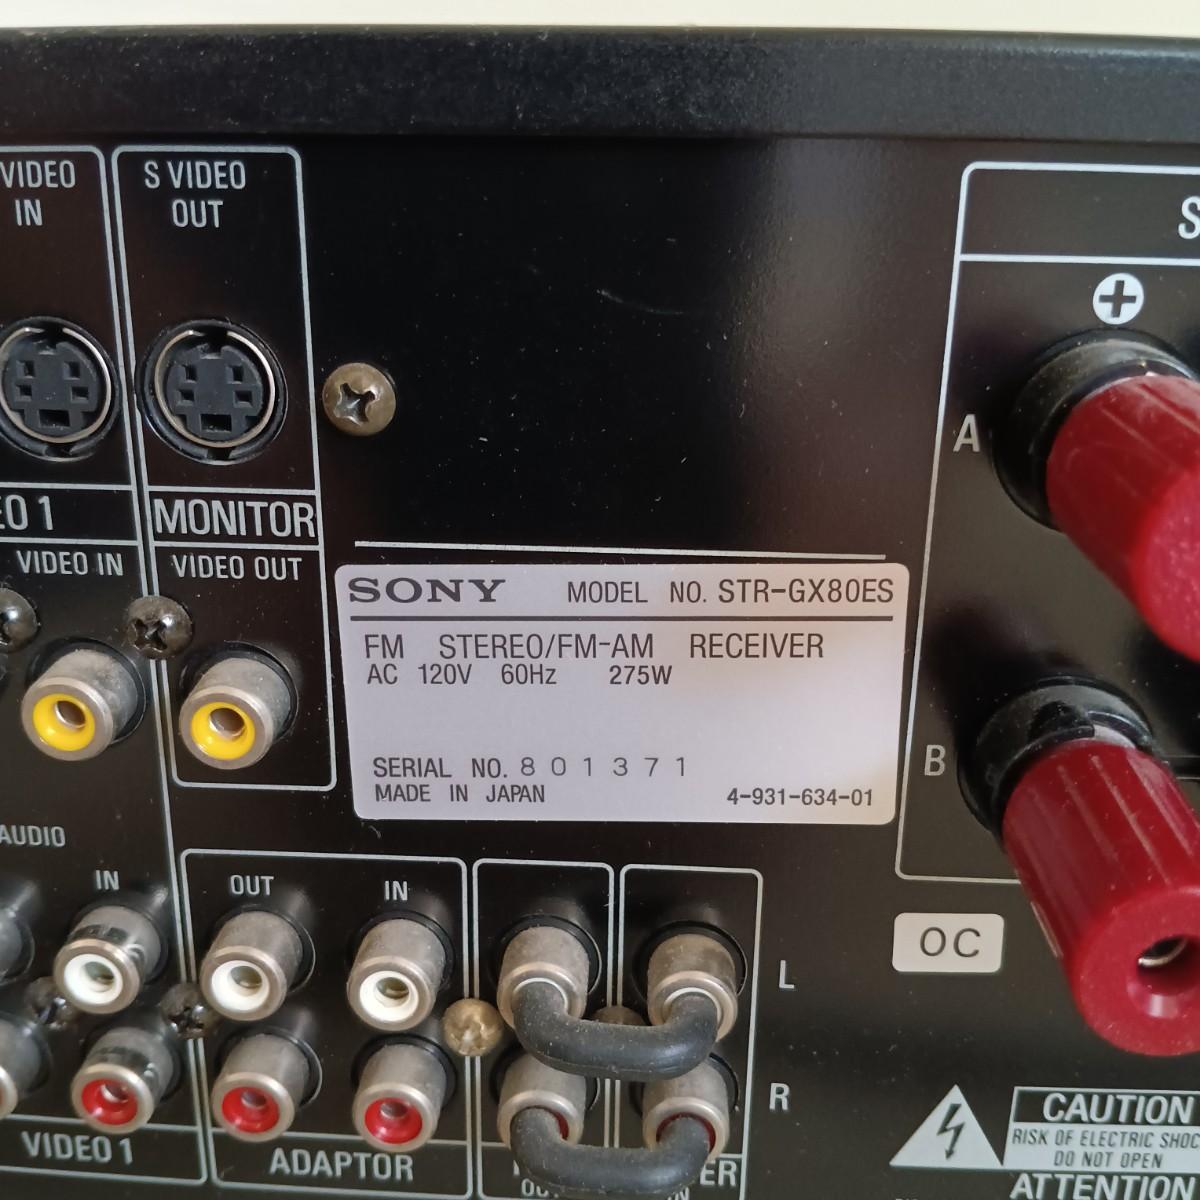 VIDEO
IN
S VIDEO
OUT
A
MONITOR
VIDEO IN
VIDEO OUT
SONY MODEL NO. STR-GX80ES
FM STEREO/FM-AM RECEIVER
AC 120V 60Hz 275W
SERIAL NO. 801371
MADE IN JAPAN 4-931-634-01
B
AUDIO
IN
OUT
IN
OC
L
R
VIDEO 1
ADAPTOR
CAUTION
RISK OF ELECTRIC SHOC
DO NOT OPEN
ATTENTION